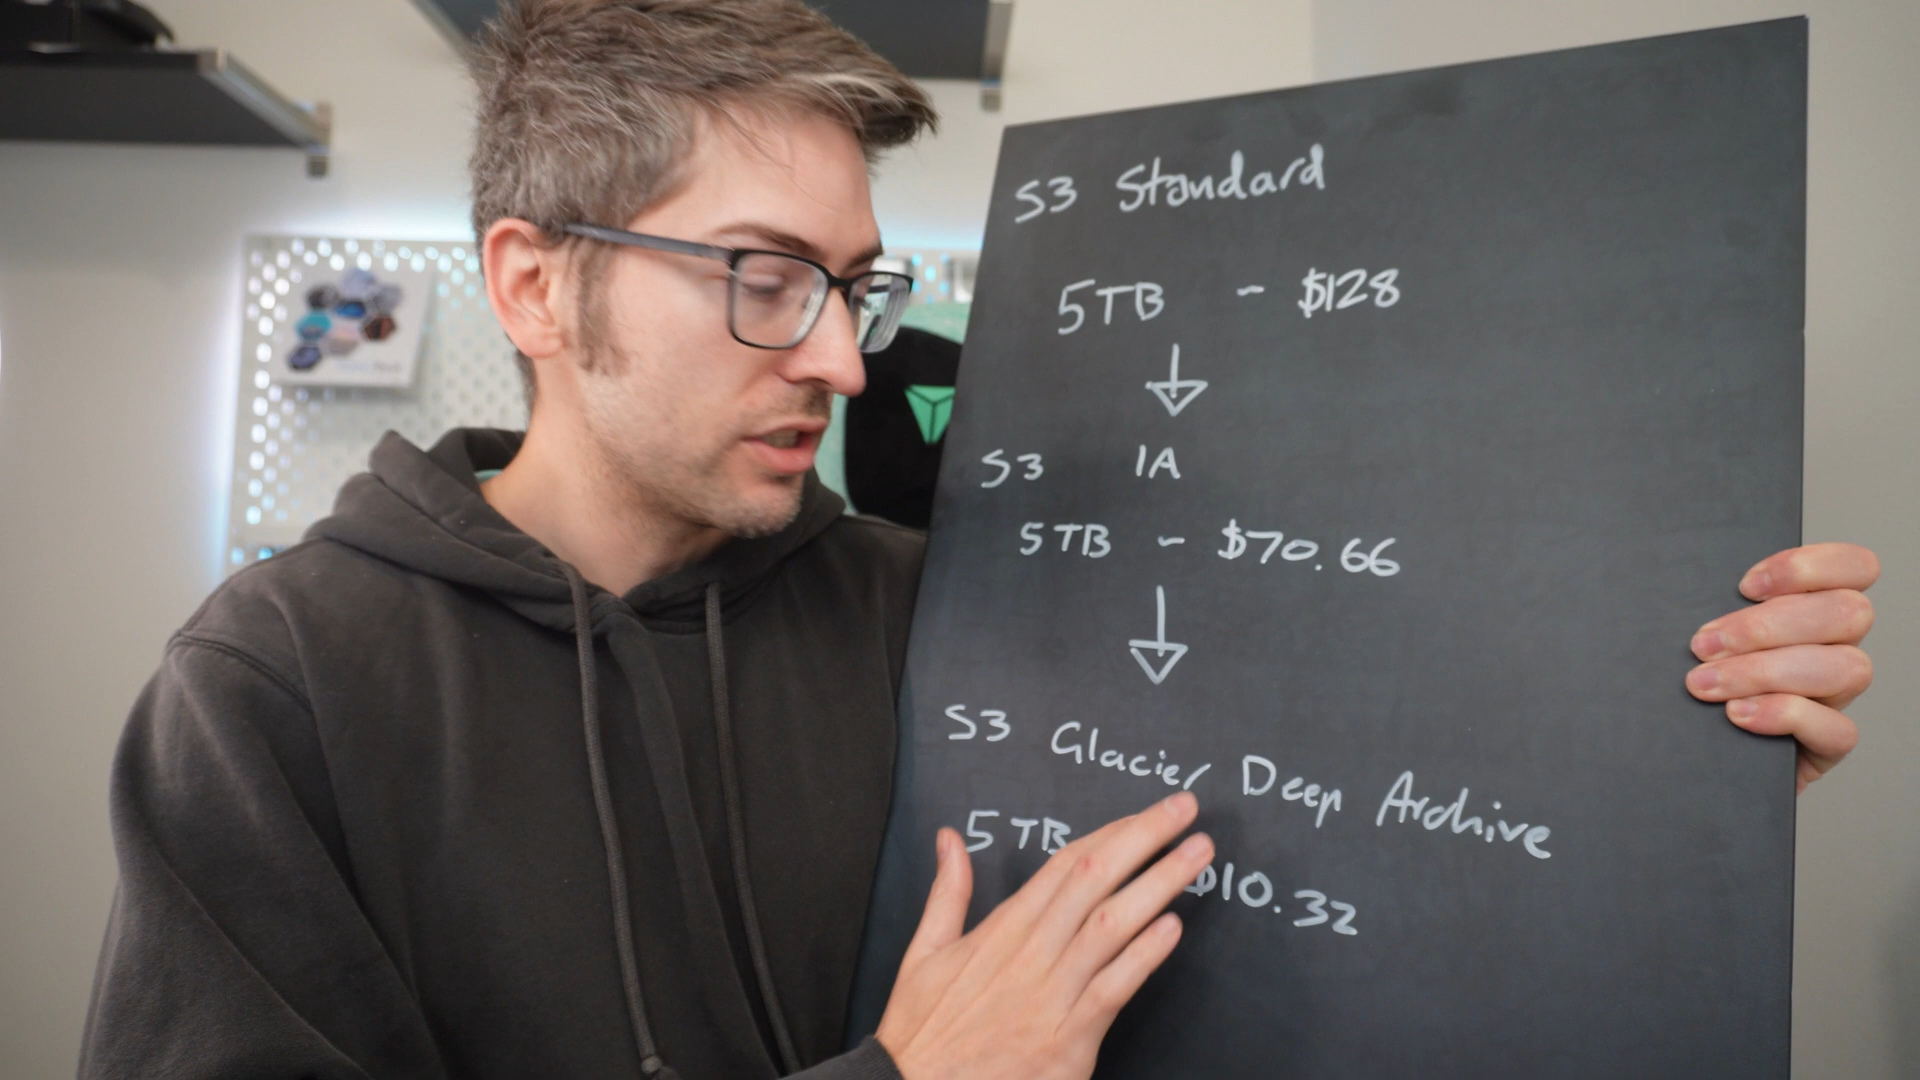 S3 Standard
5TB - $128
S3 IA
5TB - $70.66
S3 Glacier Deep Archive
5TB
$10.32